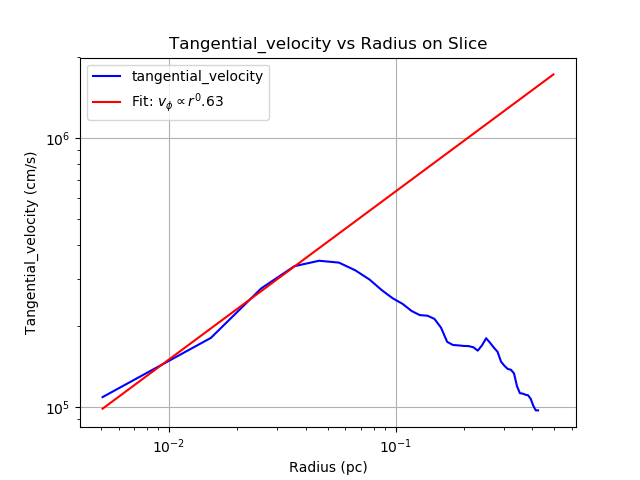 Tangential_velocity vs Radius on Slice
tangential_velocity
Fit: $v_\phi \propto r^0.63$
Tangential_velocity (cm/s)
$10^6$
$10^5$
$10^{-2}$
$10^{-1}$
Radius (pc)